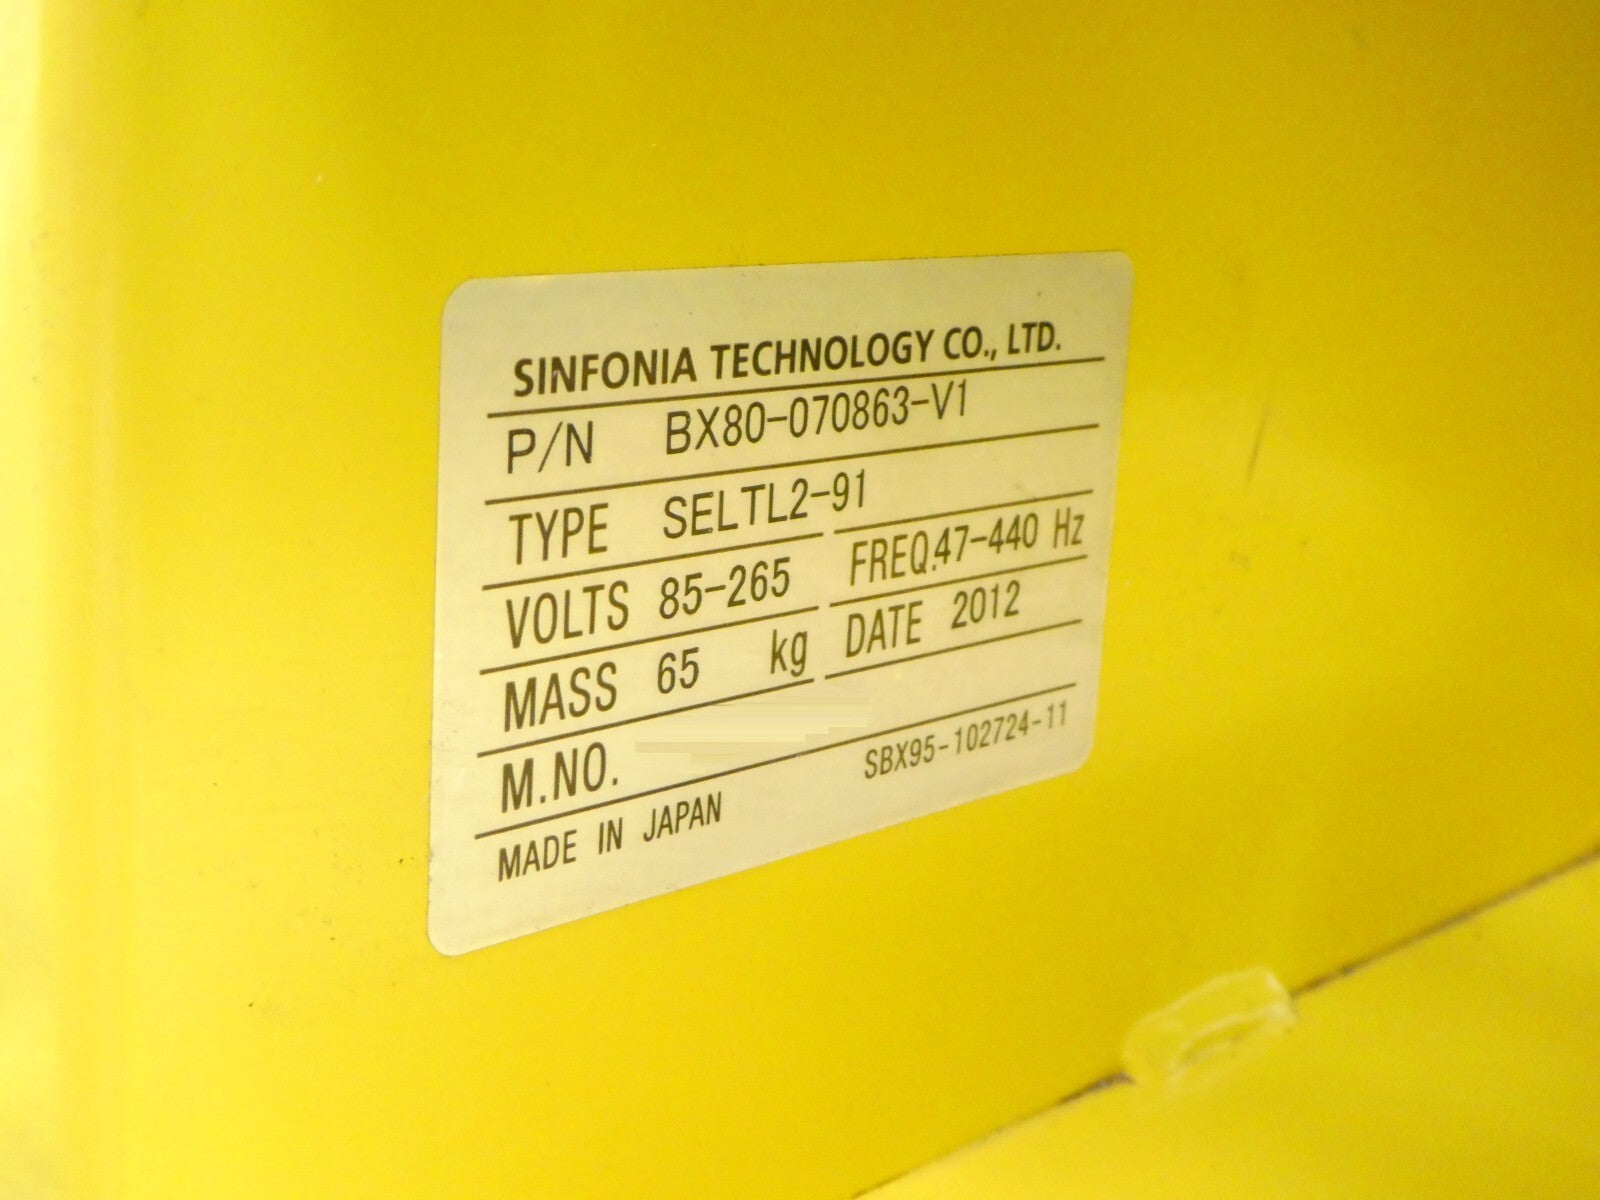 SINFONIA TECHNOLOGY CO., LTD.
P/N BX80-070863-V1
TYPE SELTL2-91
VOLTS 85-265 FREQ.47-440 Hz
MASS 65 kg DATE 2012
M.NO.
MADE IN JAPAN SBX95-102724-11